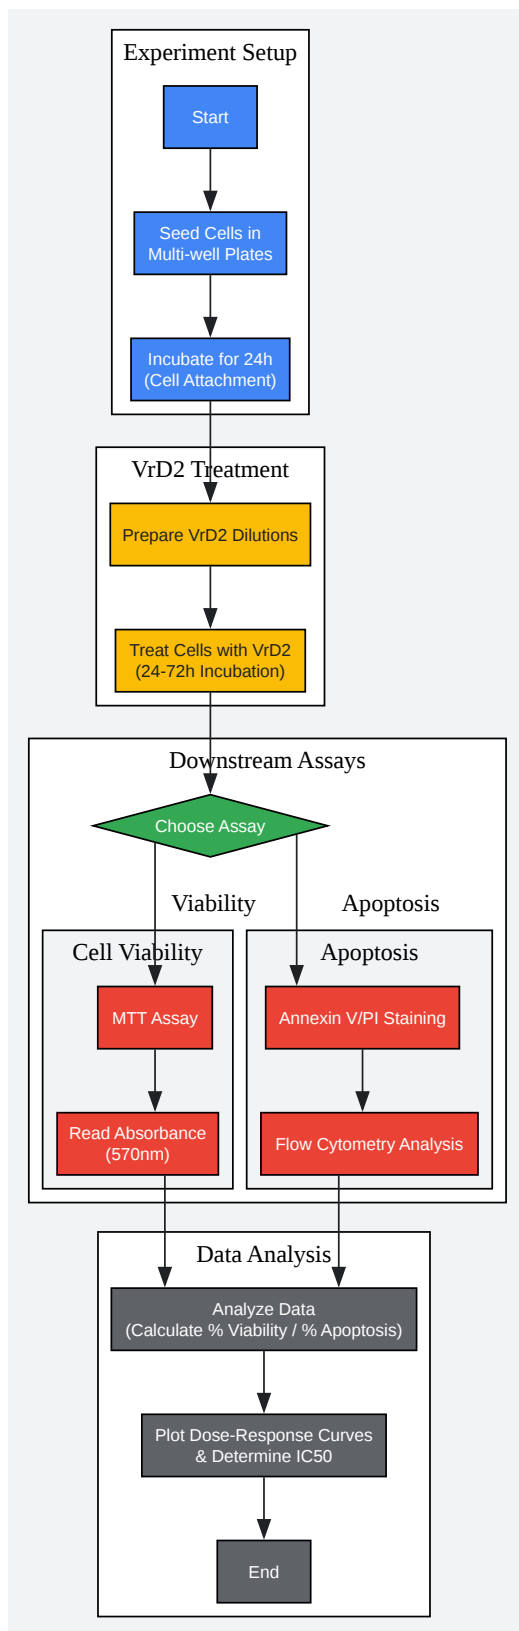 Experiment Setup
Start
Seed Cells in
Multi-well Plates
Incubate for 24h
(Cell Attachment)
VrD2 Treatment
Prepare VrD2 Dilutions
Treat Cells with VrD2
(24-72h Incubation)
Downstream Assays
Choose Assay
Viability
Apoptosis
Cell Viability
MTT Assay
Read Absorbance
(570nm)
Apoptosis
Annexin V/PI Staining
Flow Cytometry Analysis
Data Analysis
Analyze Data
(Calculate % Viability / % Apoptosis)
Plot Dose-Response Curves
& Determine IC50
End